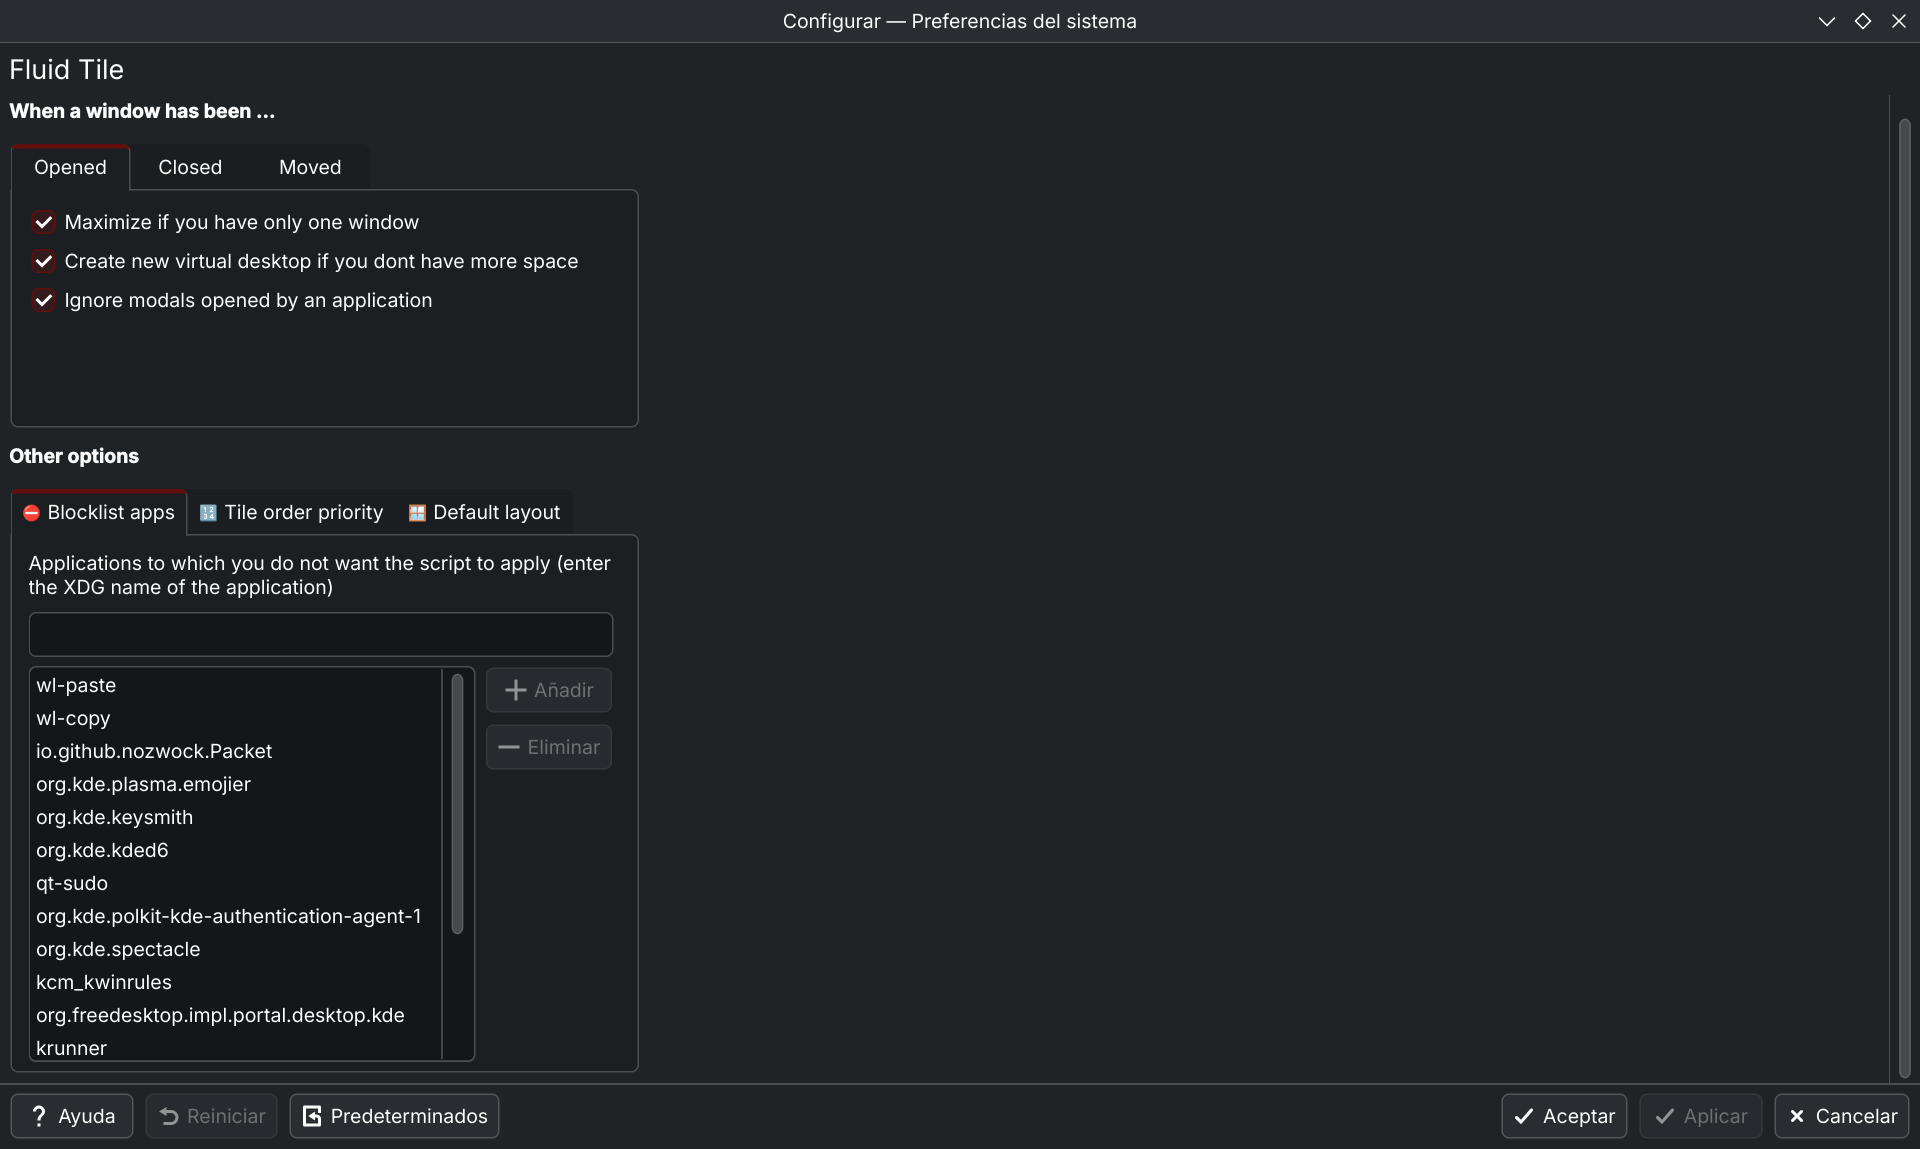 Configurar — Preferencias del sistema
Fluid Tile
When a window has been ...
Opened
Closed
Moved
Maximize if you have only one window
Create new virtual desktop if you dont have more space
Ignore modals opened by an application
Other options
Blocklist apps
Tile order priority
Default layout
Applications to which you do not want the script to apply (enter
the XDG name of the application)
wl-paste
wl-copy
io.github.nozwock.Packet
org.kde.plasma.emojier
org.kde.keysmith
org.kde.kded6
qt-sudo
org.kde.polkit-kde-authentication-agent-1
org.kde.spectacle
kcm_kwinrules
org.freedesktop.impl.portal.desktop.kde
krunner
Añadir
Eliminar
Ayuda
Reiniciar
Predeterminados
Aceptar
Aplicar
Cancelar